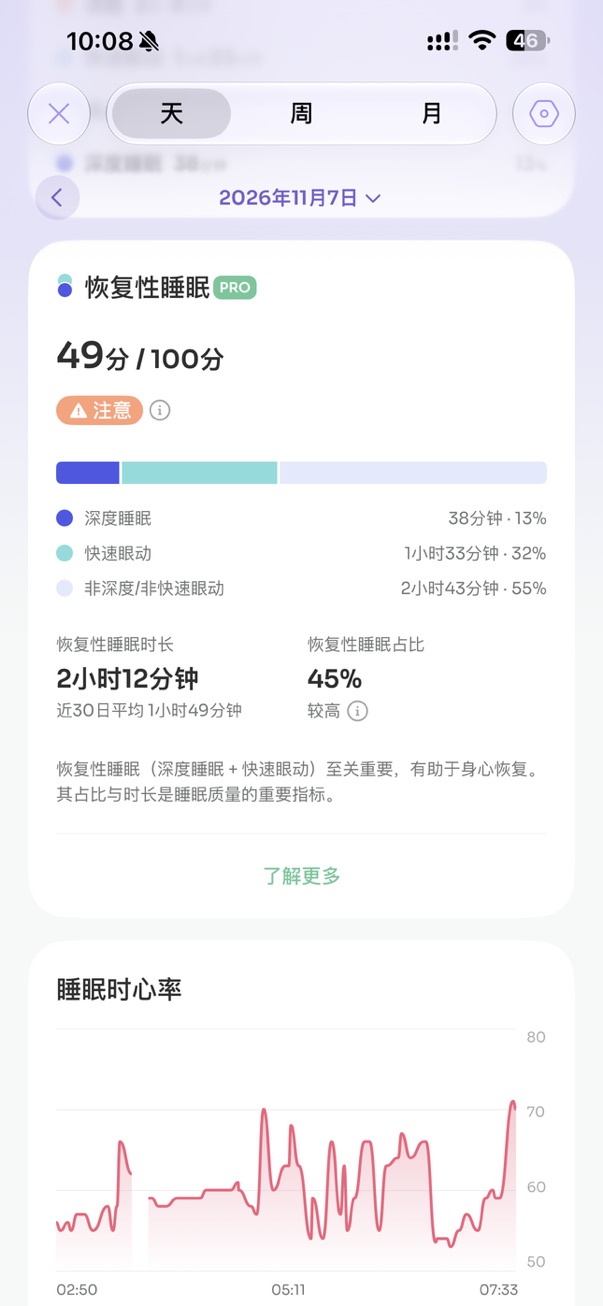 10:08
46
天 周 月
深度睡眠
2026年11月7日
恢复性睡眠 PRO
49分 / 100分
注意
深度睡眠 38分钟 · 13%
快速眼动 1小时33分钟 · 32%
非深度/非快速眼动 2小时43分钟 · 55%
恢复性睡眠时长 恢复性睡眠占比
2小时12分钟 45%
近30日平均 1小时49分钟 较高
恢复性睡眠（深度睡眠 + 快速眼动）至关重要，有助于身心恢复。
其占比与时长是睡眠质量的重要指标。
了解更多
睡眠时心率
80
70
60
50
02:50 05:11 07:33